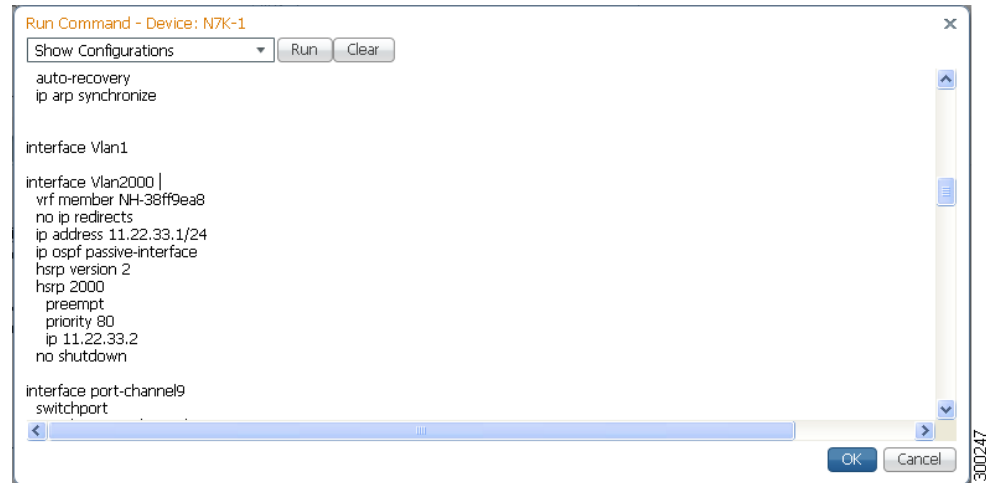 Run Command - Device: N7K-1
Show Configurations Run Clear
auto-recovery
ip arp synchronize
interface Vlan1
interface Vlan2000
vrf member NH-38ff9ea8
no ip redirects
ip address 11.22.33.1/24
ip ospf passive-interface
hsrp version 2
hsrp 2000
preempt
priority 80
ip 11.22.33.2
no shutdown
interface port-channel9
switchport
OK Cancel
300247